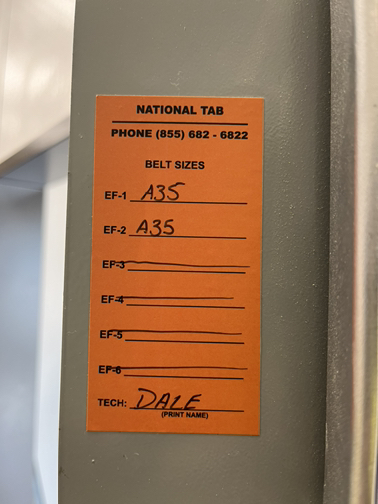 NATIONAL TAB
PHONE (855) 682 - 6822
BELT SIZES
EF-1 A35
EF-2 A35
EF-3
EF-4
EF-5
EF-6
TECH: DALE
(PRINT NAME)